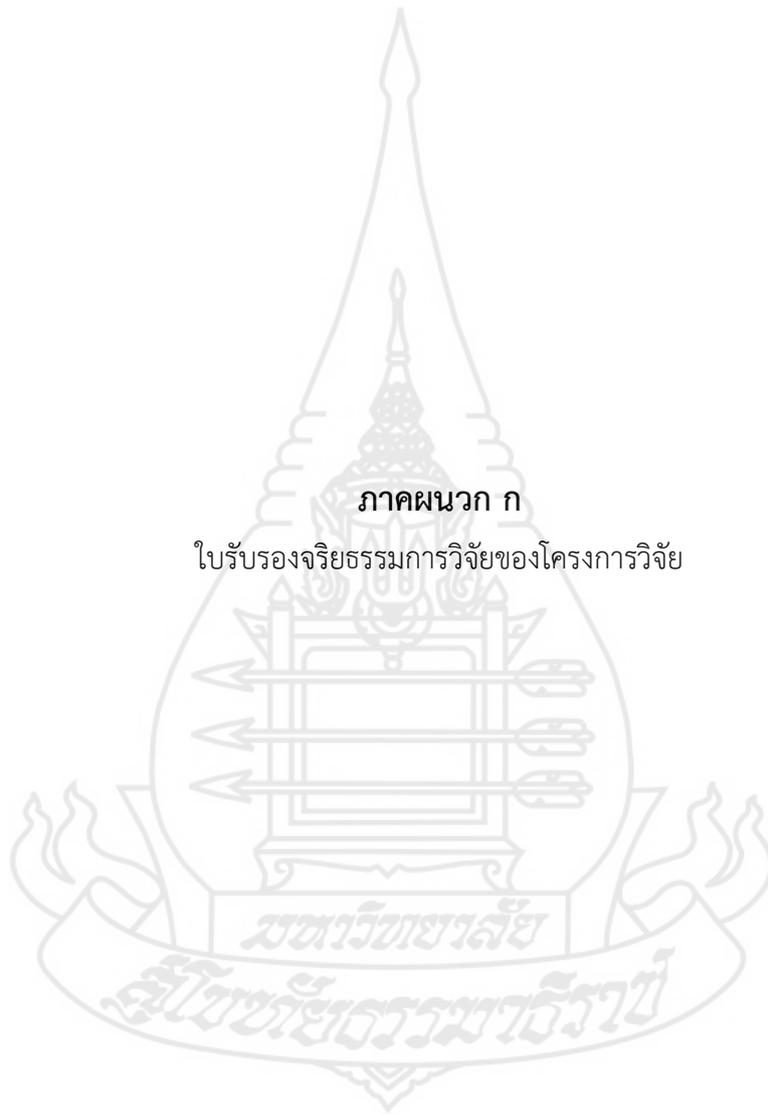 ภาคผนวก ก
ใบรับรองจริยธรรมการวิจัยของโครงการวิจัย
มหาวิทยาลัย
สุโขทัยธรรมาธิราช